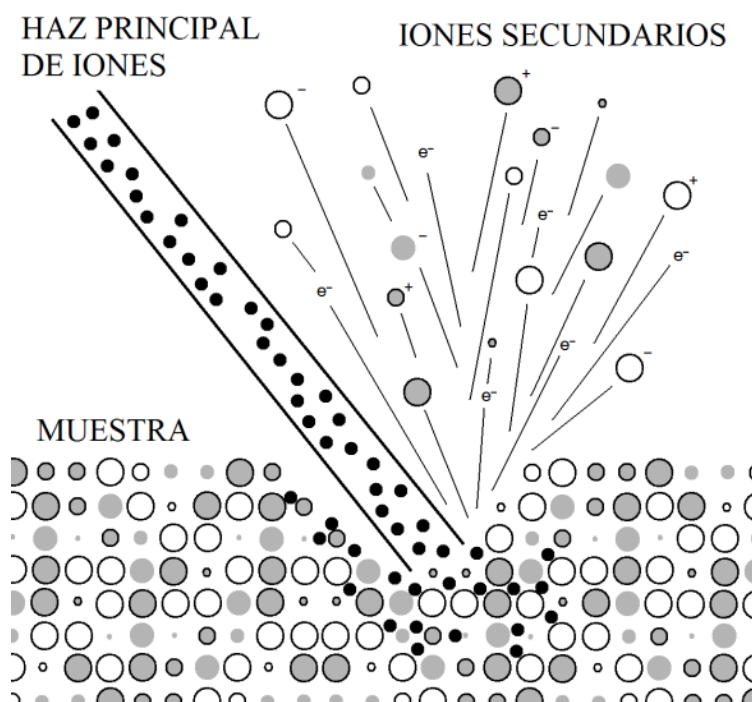 HAZ PRINCIPAL
DE IONES
IONES SECUNDARIOS
−
+
−
e⁻
+
−
e⁻
e⁻
+
e⁻
e⁻
−
e⁻
MUESTRA